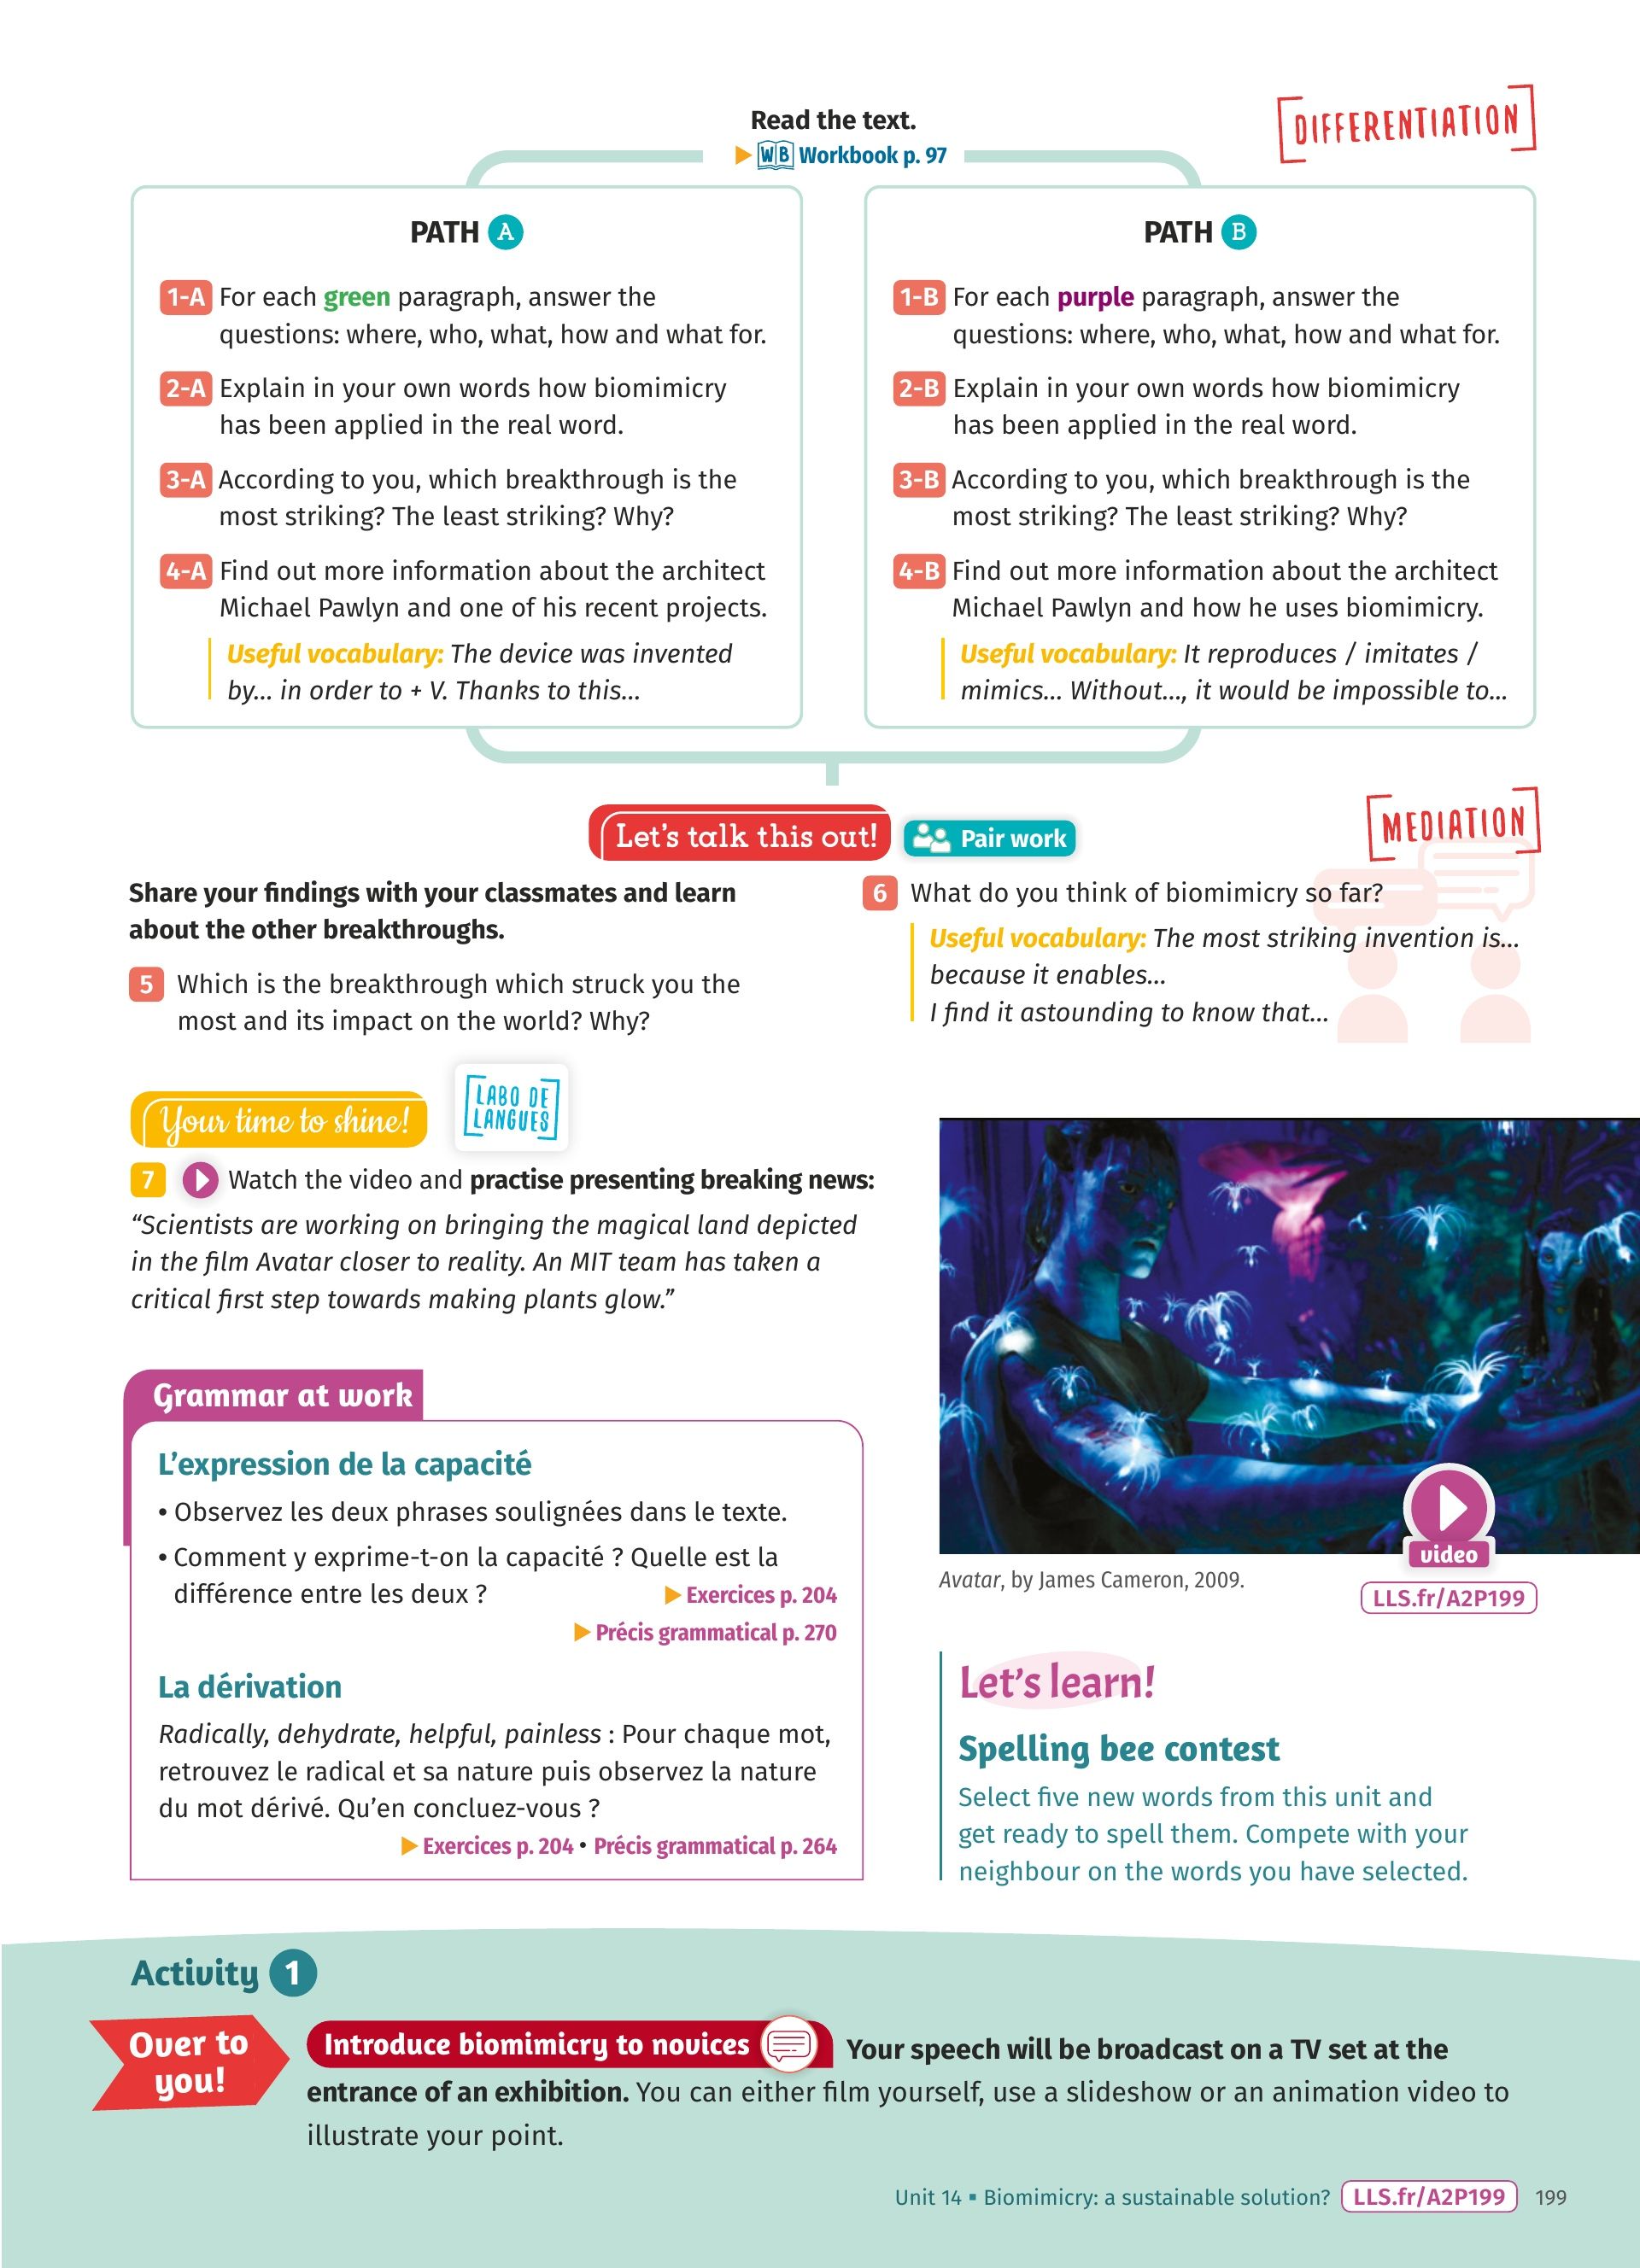 Read the text.
WB Workbook p. 97
DIFFERENTIATION
PATH A
1-A For each green paragraph, answer the
questions: where, who, what, how and what for.
2-A Explain in your own words how biomimicry
has been applied in the real word.
3-A According to you, which breakthrough is the
most striking? The least striking? Why?
4-A Find out more information about the architect
Michael Pawlyn and one of his recent projects.
Useful vocabulary: The device was invented
by... in order to + V. Thanks to this...
PATH B
1-B For each purple paragraph, answer the
questions: where, who, what, how and what for.
2-B Explain in your own words how biomimicry
has been applied in the real word.
3-B According to you, which breakthrough is the
most striking? The least striking? Why?
4-B Find out more information about the architect
Michael Pawlyn and how he uses biomimicry.
Useful vocabulary: It reproduces / imitates /
mimics... Without..., it would be impossible to...
Let's talk this out! Pair work
MEDIATION
Share your findings with your classmates and learn
about the other breakthroughs.
5 Which is the breakthrough which struck you the
most and its impact on the world? Why?
6 What do you think of biomimicry so far?
Useful vocabulary: The most striking invention is...
because it enables...
I find it astounding to know that...
Your time to shine!
LABO DE
LANGUES
7 Watch the video and practise presenting breaking news:
“Scientists are working on bringing the magical land depicted
in the film Avatar closer to reality. An MIT team has taken a
critical first step towards making plants glow.”
video
Avatar, by James Cameron, 2009.
LLS.fr/A2P199
Grammar at work
L'expression de la capacité
• Observez les deux phrases soulignées dans le texte.
• Comment y exprime-t-on la capacité ? Quelle est la
différence entre les deux ?
Exercices p. 204
Précis grammatical p. 270
La dérivation
Radically, dehydrate, helpful, painless : Pour chaque mot,
retrouvez le radical et sa nature puis observez la nature
du mot dérivé. Qu'en concluez-vous ?
Exercices p. 204 • Précis grammatical p. 264
Let's learn!
Spelling bee contest
Select five new words from this unit and
get ready to spell them. Compete with your
neighbour on the words you have selected.
Activity 1
Over to
you!
Introduce biomimicry to novices Your speech will be broadcast on a TV set at the
entrance of an exhibition. You can either film yourself, use a slideshow or an animation video to
illustrate your point.
Unit 14 ▪ Biomimicry: a sustainable solution? LLS.fr/A2P199 199